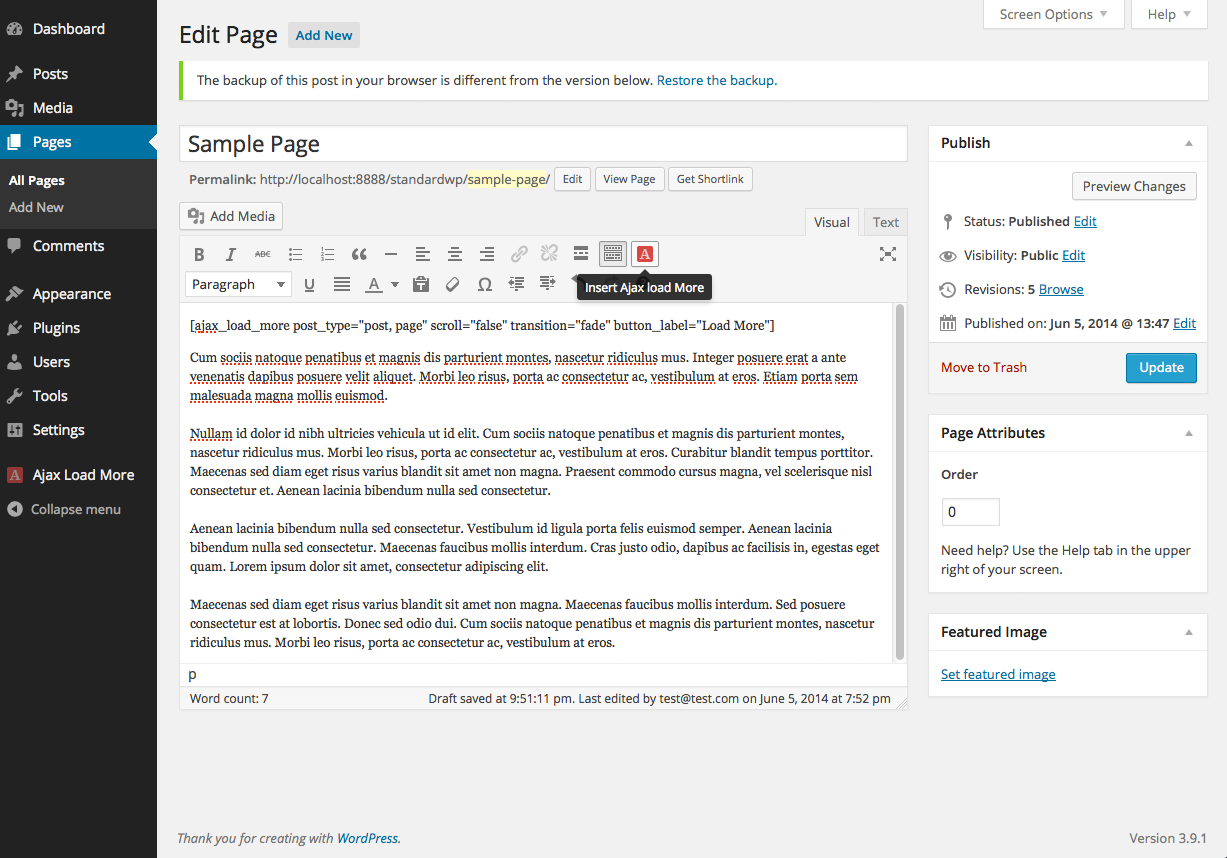 Dashboard
Posts
Media
Pages
All Pages
Add New
Comments
Appearance
Plugins
Users
Tools
Settings
A Ajax Load More
Collapse menu
Screen Options
Help
Edit Page Add New
The backup of this post in your browser is different from the version below. Restore the backup.
Sample Page
Permalink: http://localhost:8888/standardwp/sample-page/ Edit View Page Get Shortlink
Add Media
Visual Text
B I ABC A
Paragraph U A Ω
Insert Ajax load More
[ajax_load_more post_type="post, page" scroll="false" transition="fade" button_label="Load More"]
Cum sociis natoque penatibus et magnis dis parturient montes, nascetur ridiculus mus. Integer posuere erat a ante
venenatis dapibus posuere velit aliquet. Morbi leo risus, porta ac consectetur ac, vestibulum at eros. Etiam porta sem
malesuada magna mollis euismod.
Nullam id dolor id nibh ultricies vehicula ut id elit. Cum sociis natoque penatibus et magnis dis parturient montes,
nascetur ridiculus mus. Morbi leo risus, porta ac consectetur ac, vestibulum at eros. Curabitur blandit tempus porttitor.
Maecenas sed diam eget risus varius blandit sit amet non magna. Praesent commodo cursus magna, vel scelerisque nisl
consectetur et. Aenean lacinia bibendum nulla sed consectetur.
Aenean lacinia bibendum nulla sed consectetur. Vestibulum id ligula porta felis euismod semper. Aenean lacinia
bibendum nulla sed consectetur. Maecenas faucibus mollis interdum. Cras justo odio, dapibus ac facilisis in, egestas eget
quam. Lorem ipsum dolor sit amet, consectetur adipiscing elit.
Maecenas sed diam eget risus varius blandit sit amet non magna. Maecenas faucibus mollis interdum. Sed posuere
consectetur est at lobortis. Donec sed odio dui. Cum sociis natoque penatibus et magnis dis parturient montes, nascetur
ridiculus mus. Morbi leo risus, porta ac consectetur ac, vestibulum at eros.
p
Word count: 7 Draft saved at 9:51:11 pm. Last edited by test@test.com on June 5, 2014 at 7:52 pm
Publish
Preview Changes
Status: Published Edit
Visibility: Public Edit
Revisions: 5 Browse
Published on: Jun 5, 2014 @ 13:47 Edit
Move to Trash Update
Page Attributes
Order
0
Need help? Use the Help tab in the upper
right of your screen.
Featured Image
Set featured image
Thank you for creating with WordPress.
Version 3.9.1